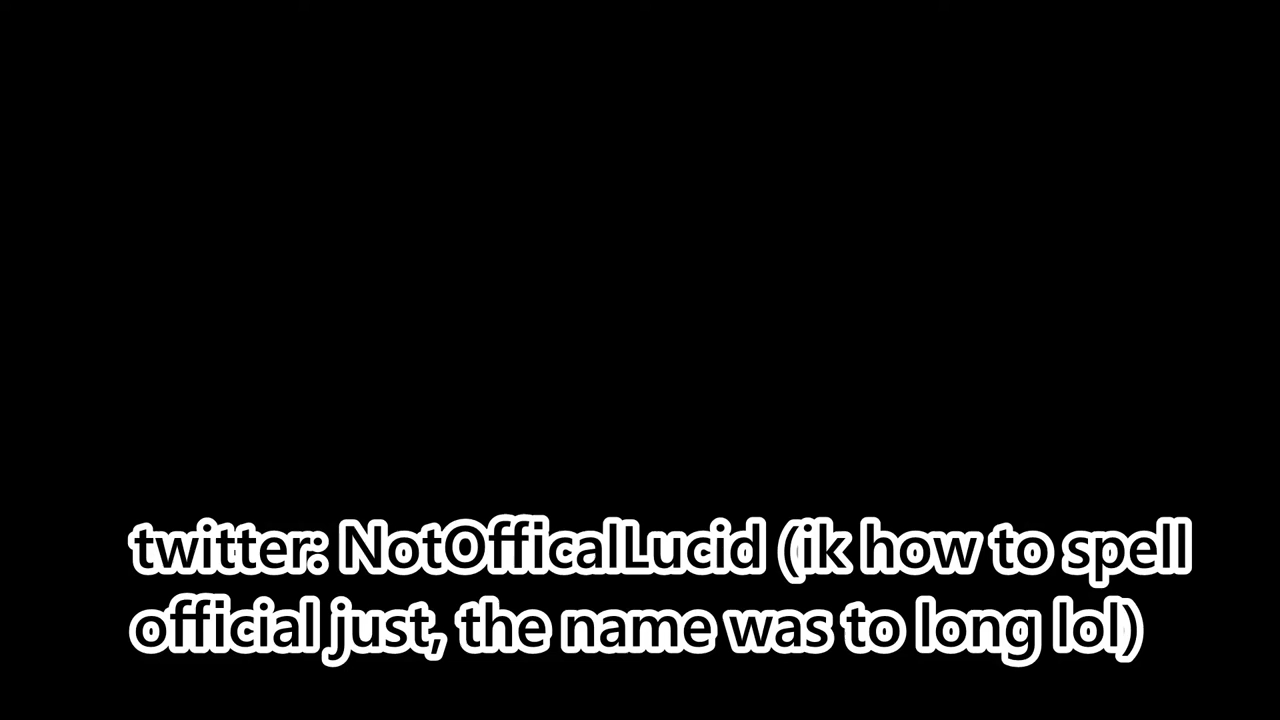 twitter: NotOfficalLucid (ik how to spell
official just, the name was to long lol)